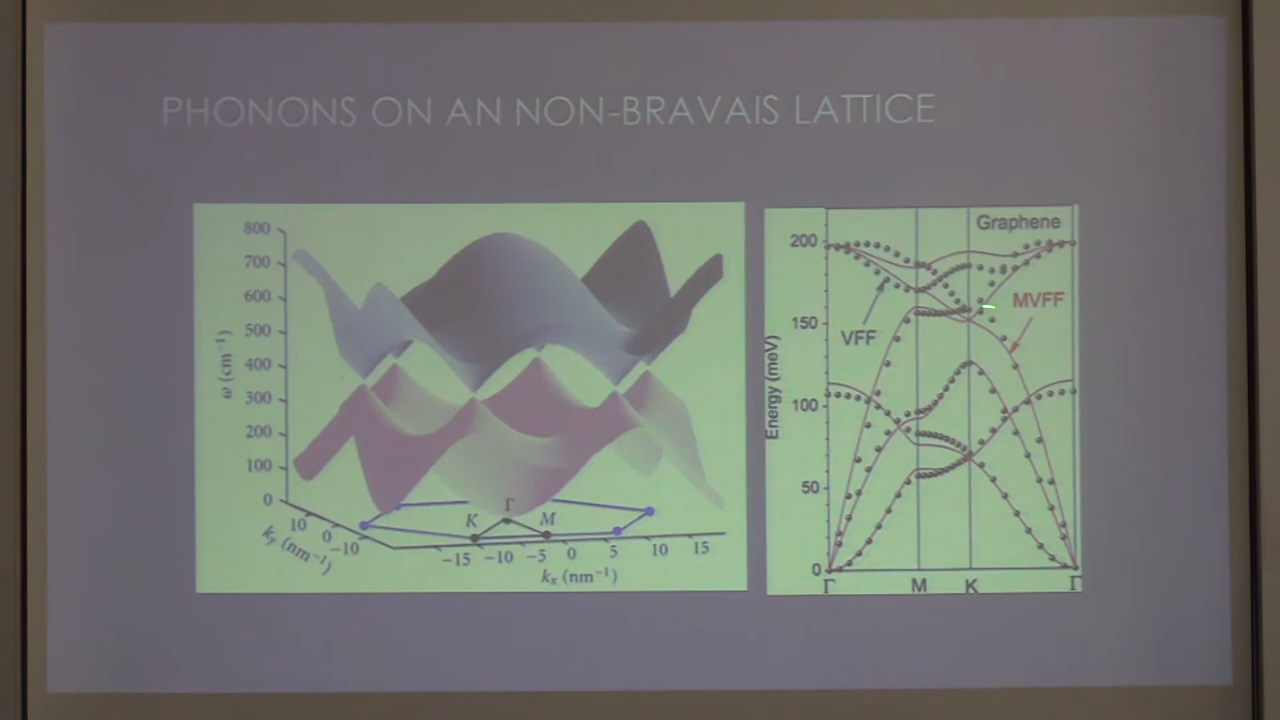 PHONONS ON AN NON-BRAVAIS LATTICE
800
700
600
500
400
300
200
100
0
ω (cm⁻¹)
10
0
−10
k_y (nm⁻¹)
K
Γ
M
−15 −10 −5 0 5 10 15
k_x (nm⁻¹)
Graphene
200
150
100
50
0
Energy (meV)
MVFF
VFF
Γ M K Γ